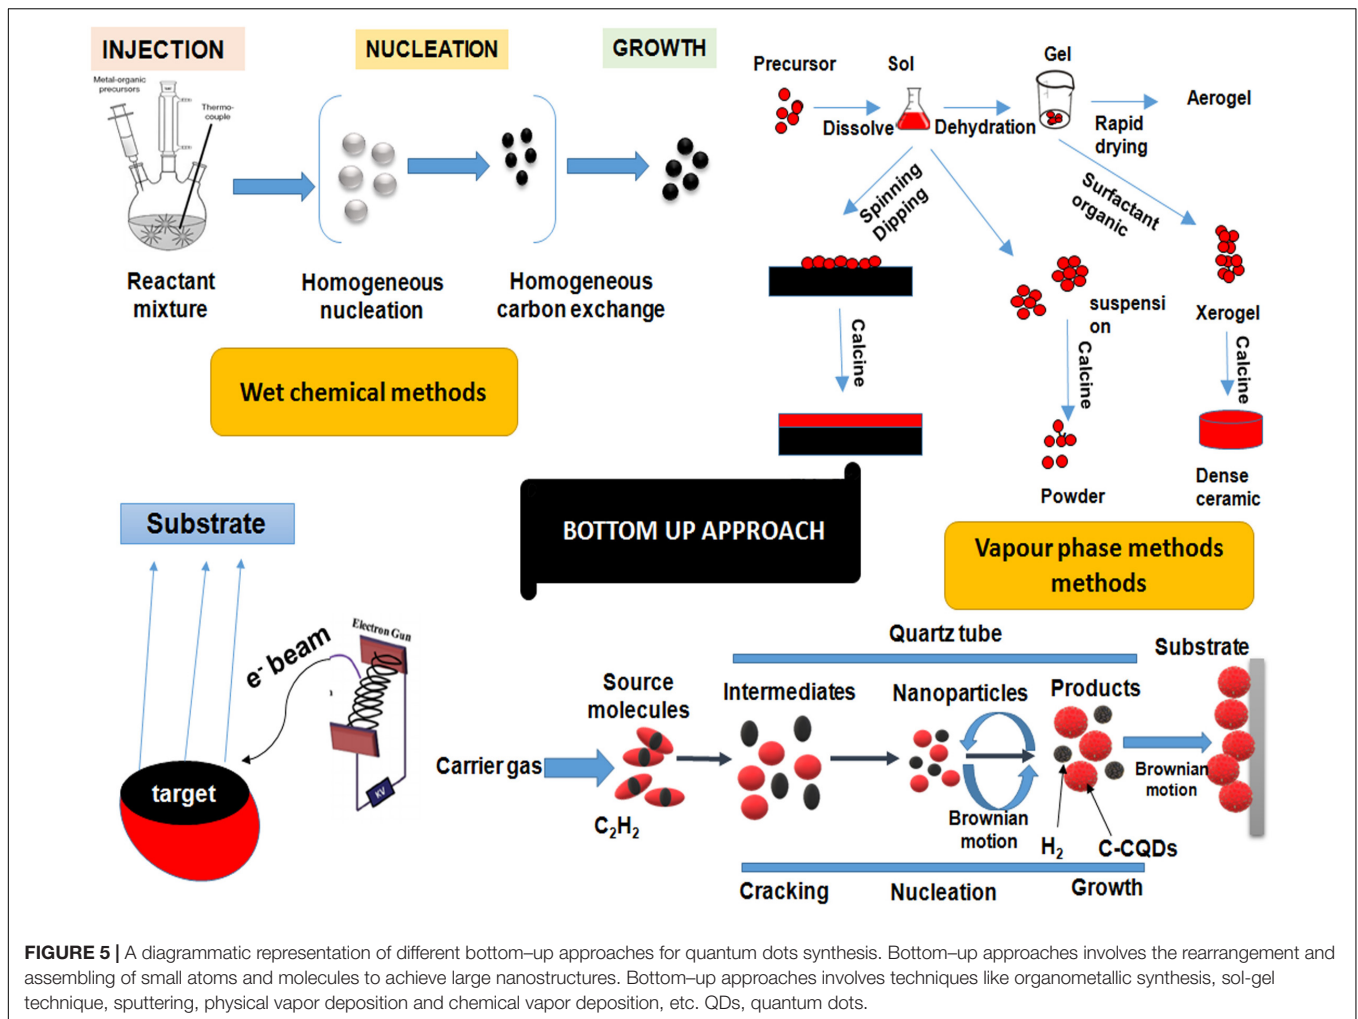 INJECTION
NUCLEATION
GROWTH
Metal-organic
precursors
Thermo-
couple
Reactant
mixture
Homogeneous
nucleation
Homogeneous
carbon exchange
Wet chemical methods
Precursor
Sol
Gel
Aerogel
Dissolve
Dehydration
Rapid
drying
Spinning
Dipping
Surfactant
organic
suspensi
on
Xerogel
Calcine
Calcine
Calcine
Powder
Dense
ceramic
BOTTOM UP APPROACH
Vapour phase methods
methods
Substrate
e- beam
Electron Gun
KV
target
Quartz tube
Substrate
Source
molecules
Intermediates
Nanoparticles
Products
Carrier gas
Brownian
motion
Brownian
motion
C2H2
H2
C-CQDs
Cracking
Nucleation
Growth
FIGURE 5 | A diagrammatic representation of different bottom–up approaches for quantum dots synthesis. Bottom–up approaches involves the rearrangement and
assembling of small atoms and molecules to achieve large nanostructures. Bottom–up approaches involves techniques like organometallic synthesis, sol-gel
technique, sputtering, physical vapor deposition and chemical vapor deposition, etc. QDs, quantum dots.